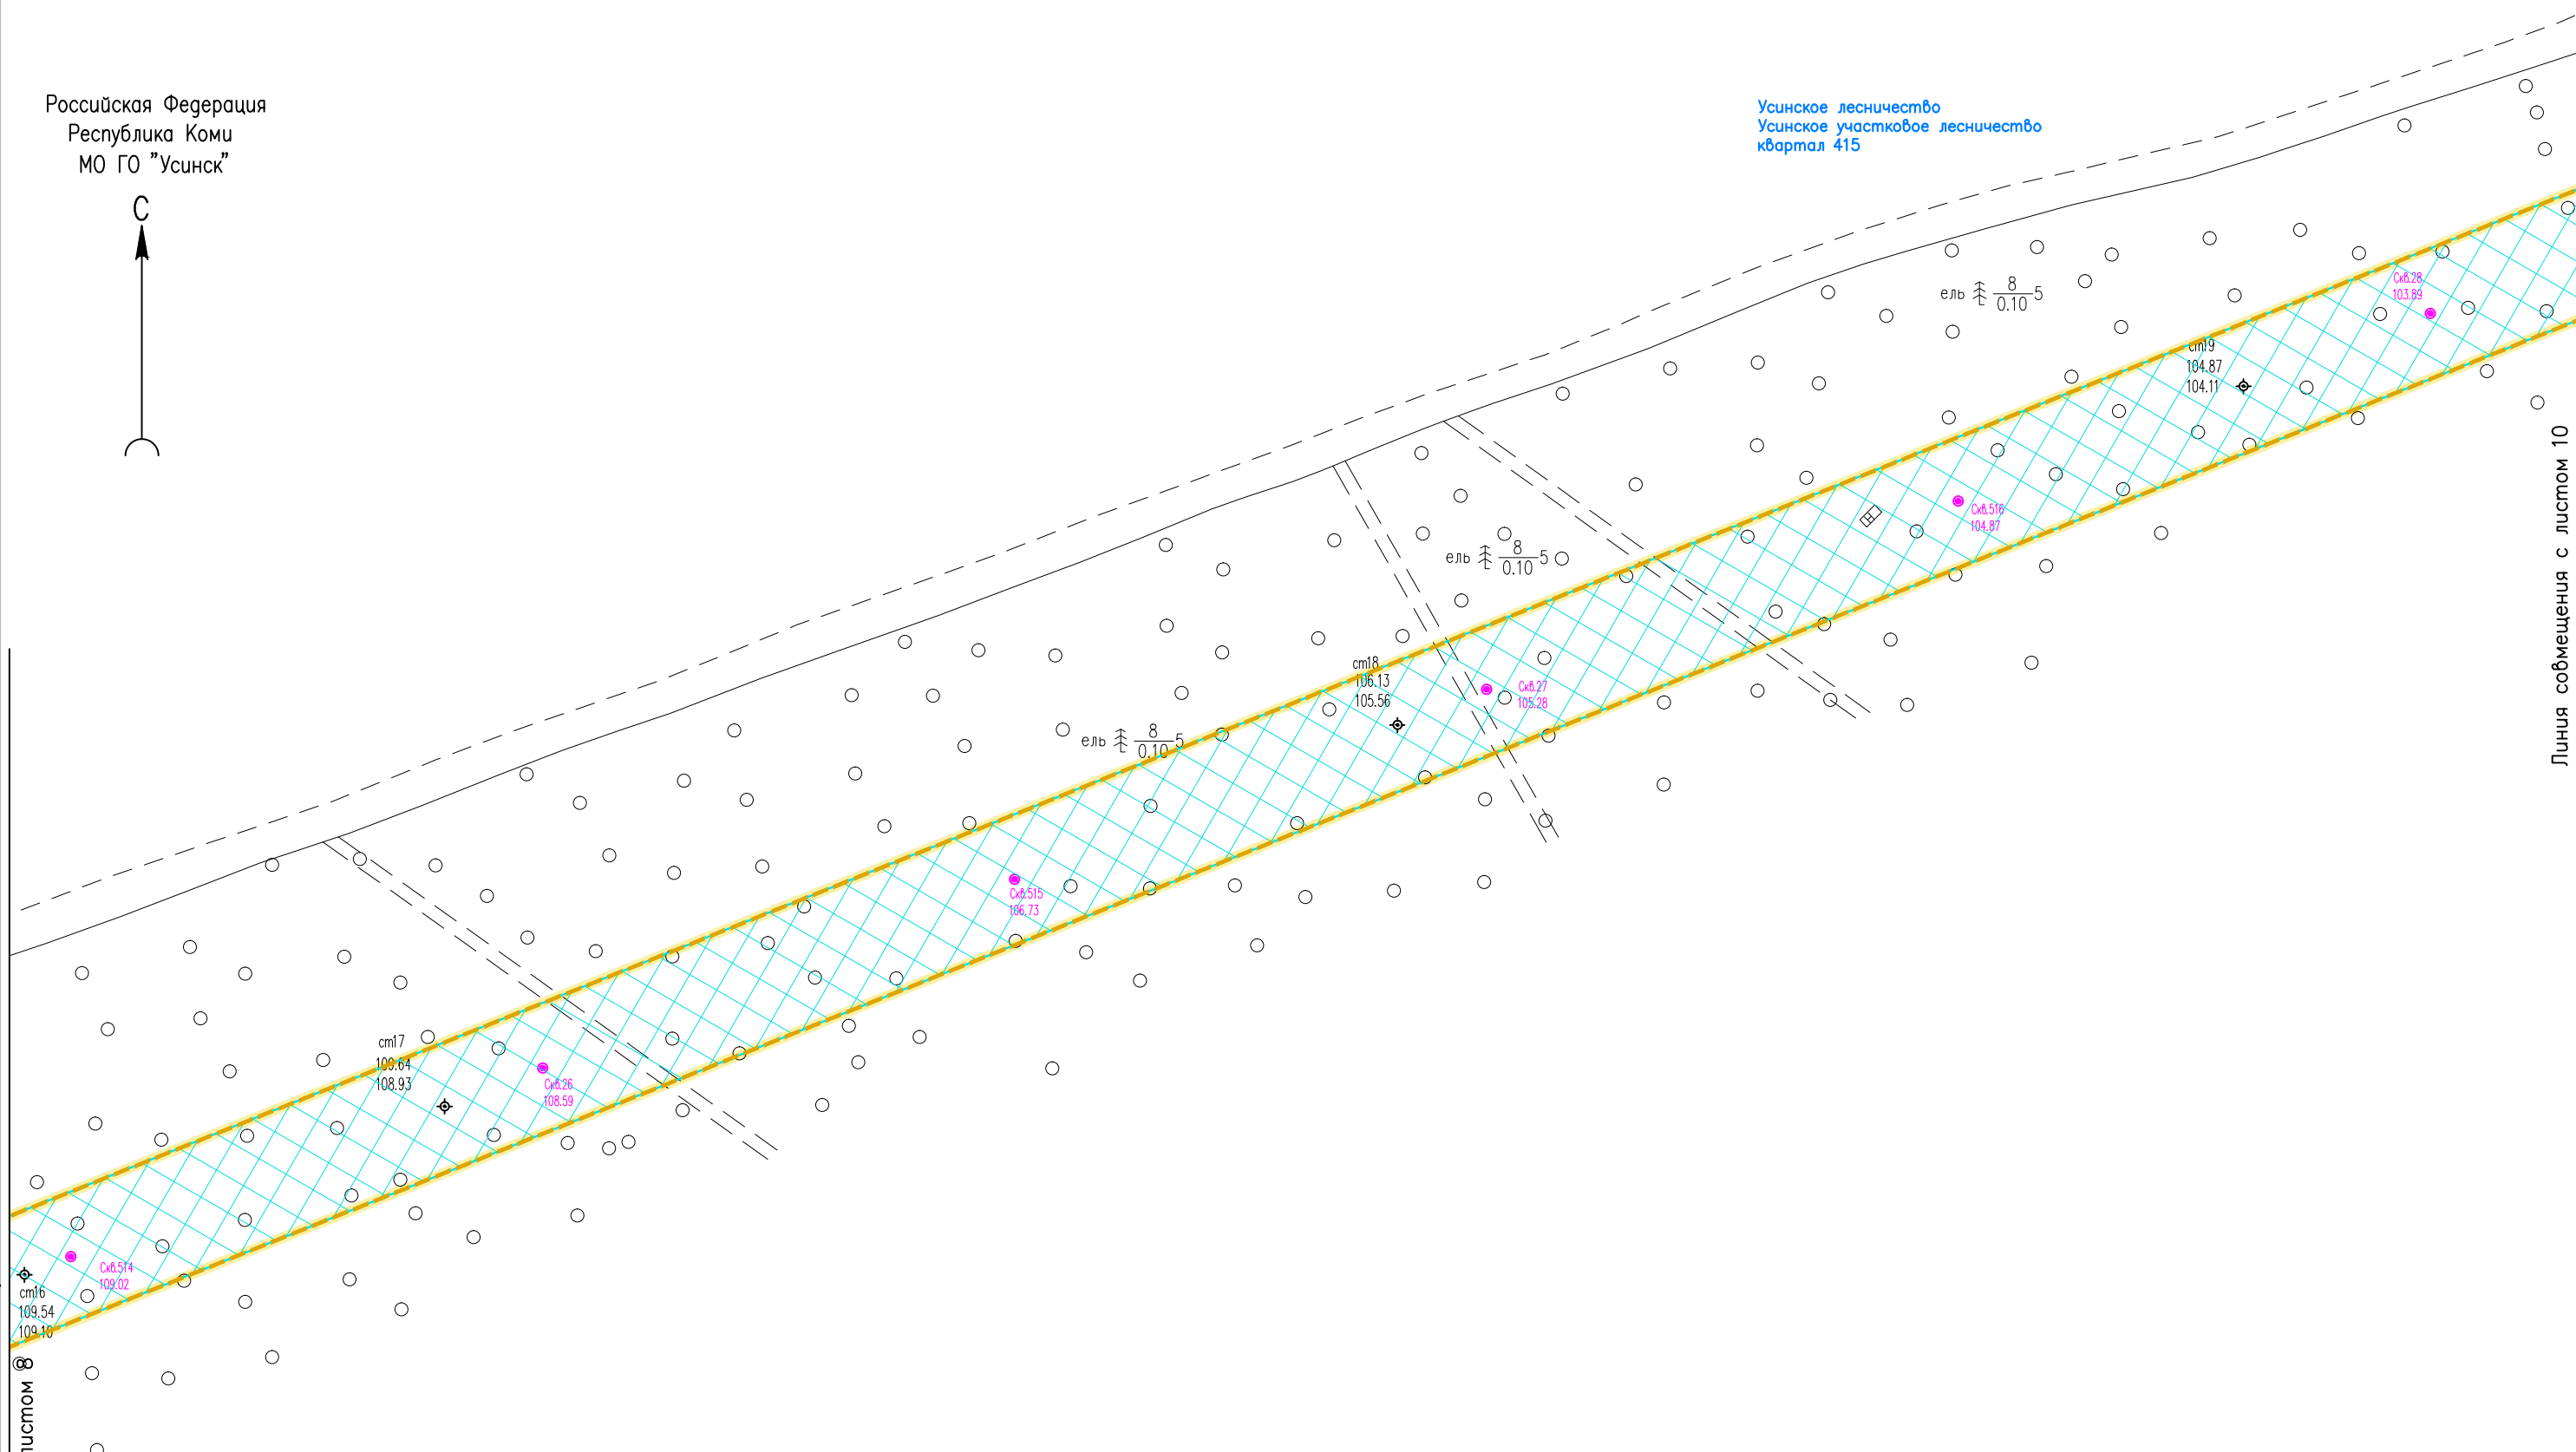 Российская Федерация
Республика Коми
МО ГО "Усинск"
С
Усинское лесничество
Усинское участковое лесничество
квартал 415
Скв.28
103.89
ель 8 5
0.10
ст19
104.87
104.11
Скв.516
104.87
ель 8 5
0.10
ст18
106.13
105.56
Скв.27
105.28
ель 8 5
0.10
Скв.515
106.73
ст17
109.64
108.93
Скв.26
108.59
Скв.514
109.02
ст16
109.54
109.10
листом 8
Линия совмещения с листом 10